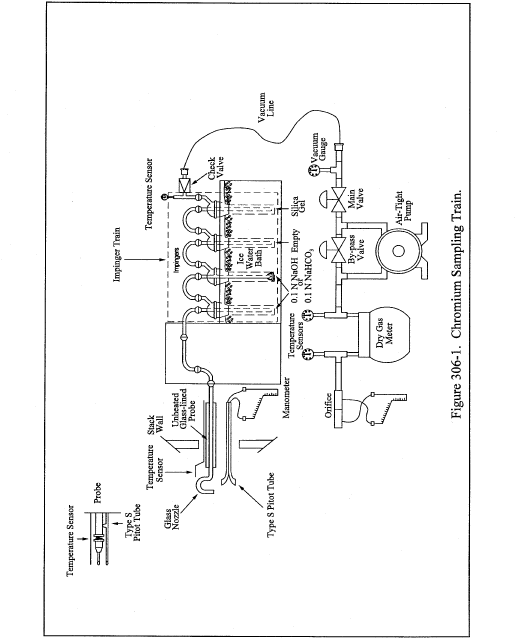 Temperature Sensor
Probe
Type S
Pitot Tube
Temperature
Sensor
Stack
Wall
Glass
Nozzle
Unheated
Glass-lined
Probe
Type S Pitot Tube
Manometer
Impinger Train
Impingers
Temperature Sensor
Check
Valve
Ice
Water
Bath
0.1 N NaOH
or
0.1 N NaHCO₃
Empty
Silica
Gel
Vacuum
Line
Temperature
Sensors
Orifice
Dry Gas
Meter
By-pass
Valve
Main
Valve
Vacuum
Gauge
Air-Tight
Pump
Figure 306-1. Chromium Sampling Train.